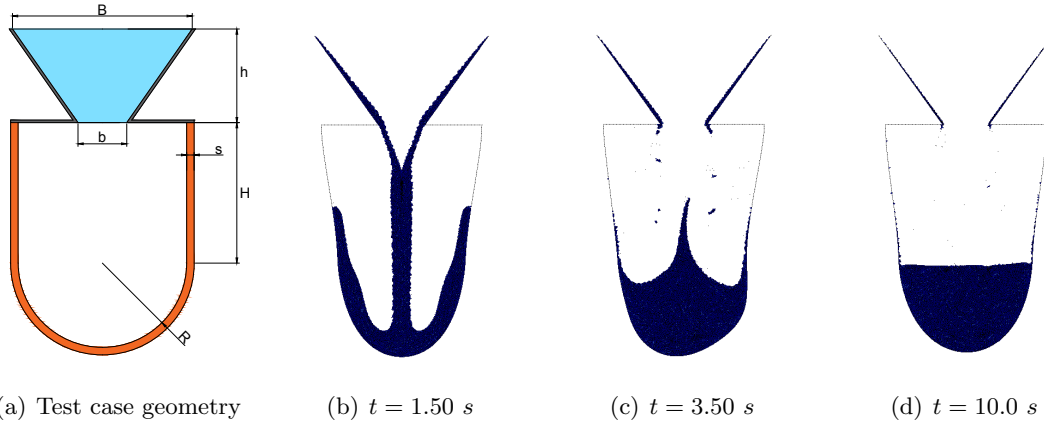 B
h
b
s
H
R
(a) Test case geometry
(b) t = 1.50 s
(c) t = 3.50 s
(d) t = 10.0 s